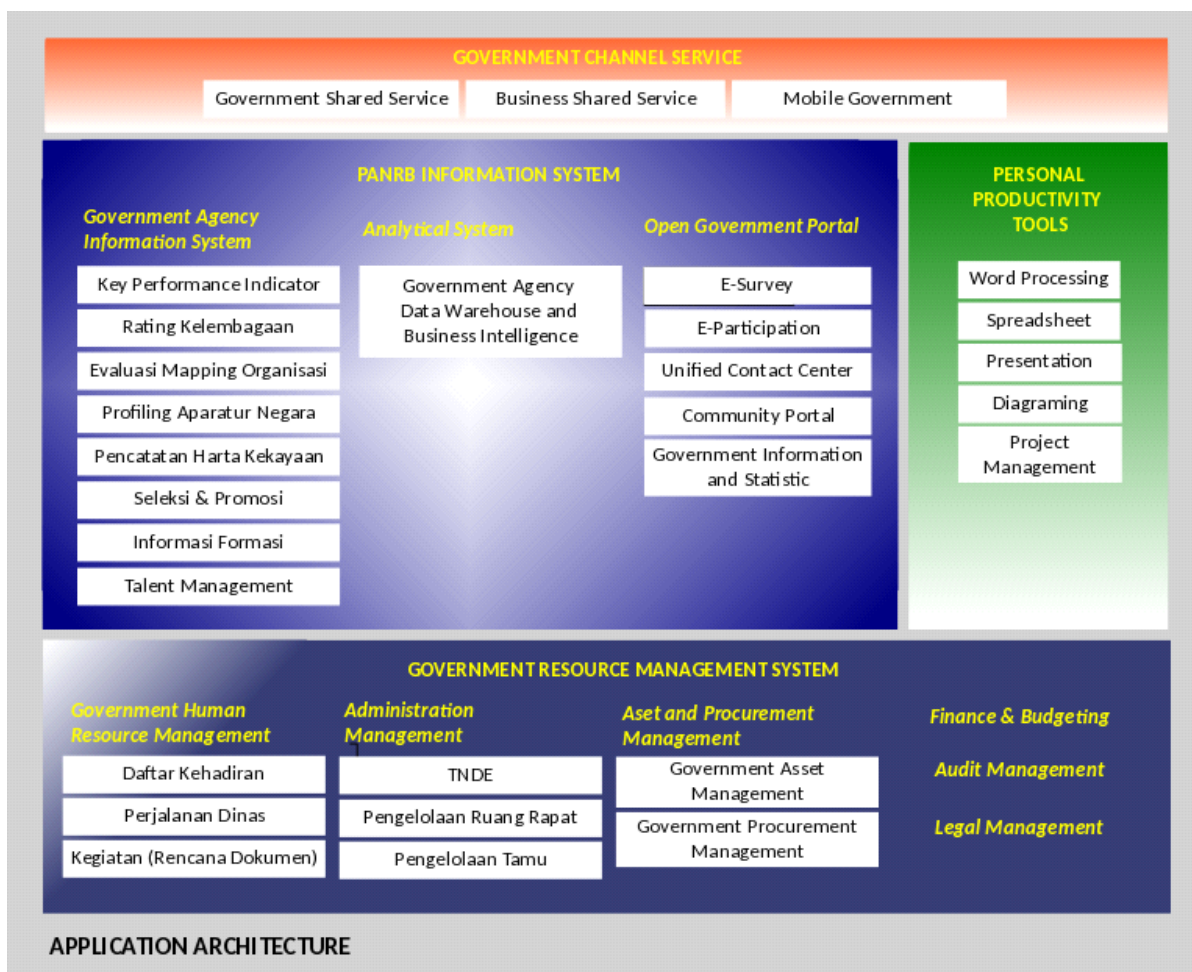 GOVERNMENT CHANNEL SERVICE
Government Shared Service
Business Shared Service
Mobile Government
PANRB INFORMATION SYSTEM
Government Agency
Information System
Key Performance Indicator
Rating Kelembagaan
Evaluasi Mapping Organisasi
Profiling Aparatur Negara
Pencatatan Harta Kekayaan
Seleksi & Promosi
Informasi Formasi
Talent Management
Analytical System
Government Agency
Data Warehouse and
Business Intelligence
Open Government Portal
E-Survey
E-Participation
Unified Contact Center
Community Portal
Government Information
and Statistic
PERSONAL
PRODUCTIVITY
TOOLS
Word Processing
Spreadsheet
Presentation
Diagraming
Project
Management
GOVERNMENT RESOURCE MANAGEMENT SYSTEM
Government Human
Resource Management
Daftar Kehadiran
Perjalanan Dinas
Kegiatan (Rencana Dokumen)
Administration
Management
TNDE
Pengelolaan Ruang Rapat
Pengelolaan Tamu
Aset and Procurement
Management
Government Asset
Management
Government Procurement
Management
Finance & Budgeting
Audit Management
Legal Management
APPLICATION ARCHITECTURE